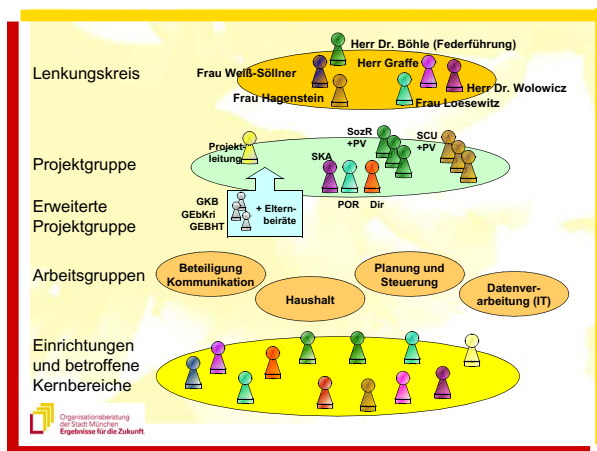 Lenkungskreis
Herr Dr. Böhle (Federführung)
Herr Graffe
Frau Weiß-Söllner
Herr Dr. Wolowicz
Frau Hagenstein
Frau Loesewitz
Projektgruppe
Projekt-
leitung
SozR
+PV
SCU
+PV
SKA
POR
Dir
Erweiterte
Projektgruppe
GKB
GEbKri
GEBHT
+ Eltern-
beiräte
Arbeitsgruppen
Beteiligung
Kommunikation
Haushalt
Planung und
Steuerung
Datenver-
arbeitung (IT)
Einrichtungen
und betroffene
Kernbereiche
Organisationsberatung
der Stadt München
Ergebnisse für die Zukunft.